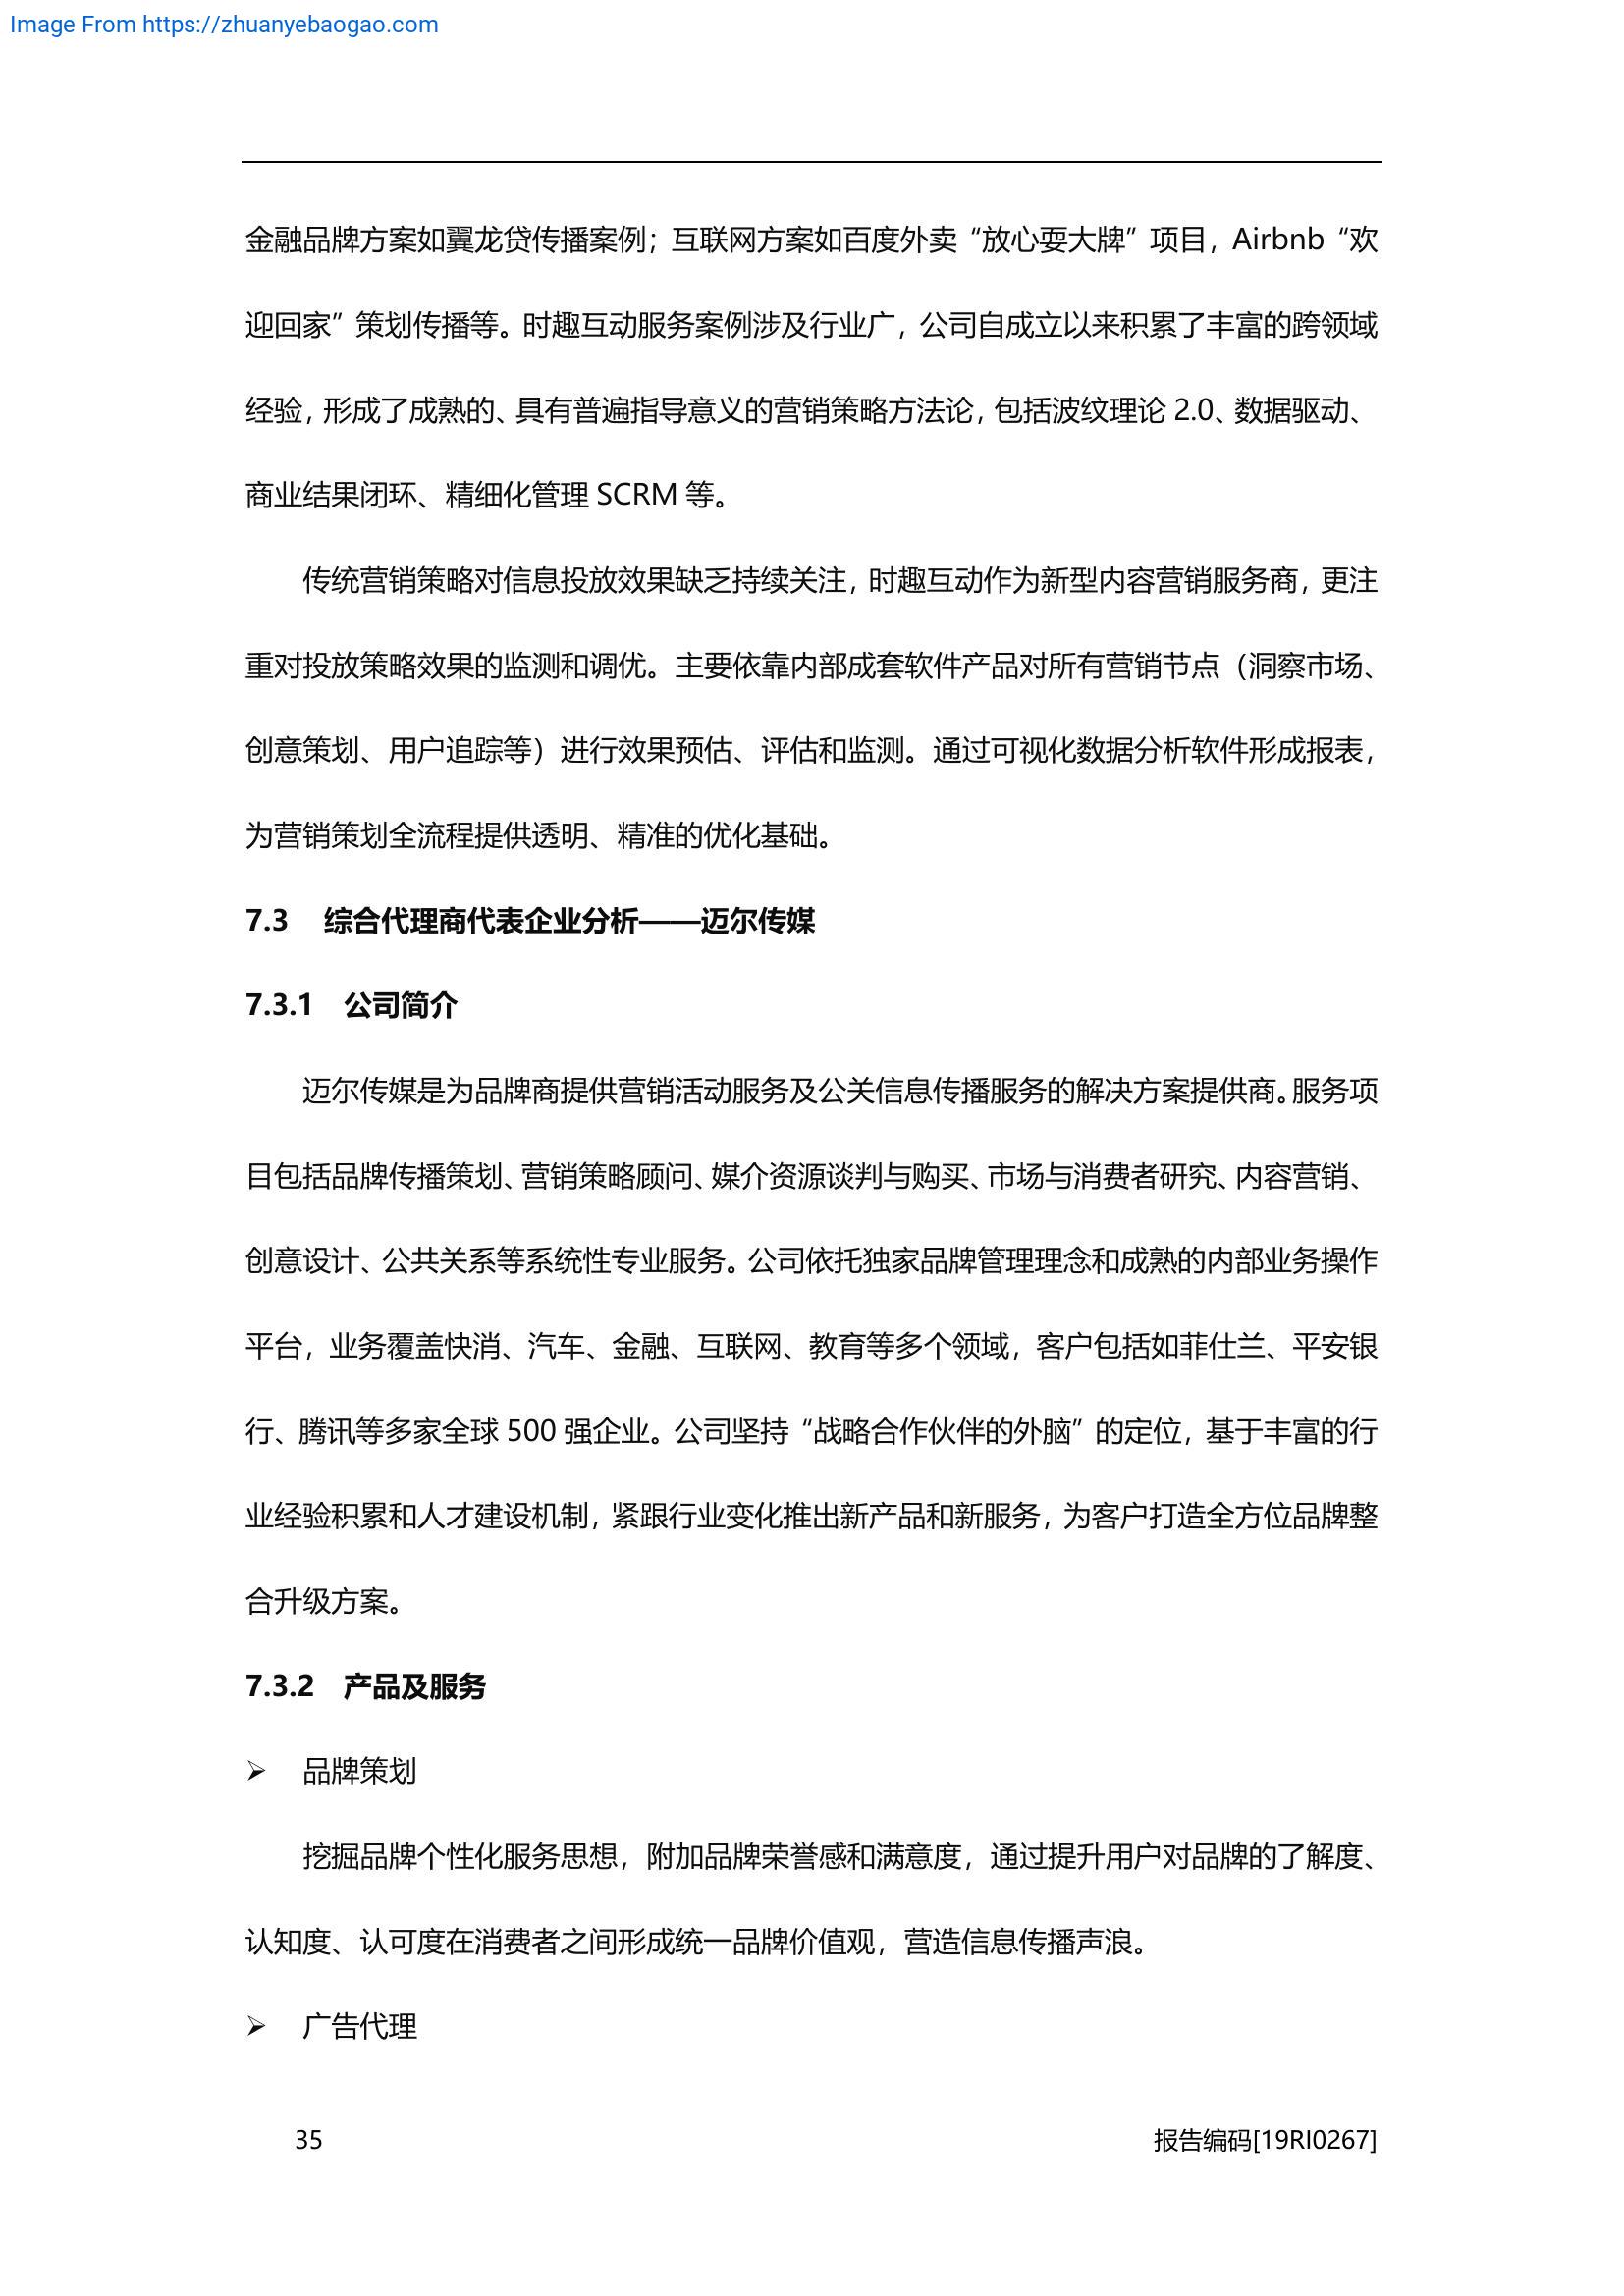 Image From https://zhuanyebaogao.com
金融品牌方案如翼龙贷传播案例；互联网方案如百度外卖“放心耍大牌”项目，Airbnb“欢
迎回家”策划传播等。时趣互动服务案例涉及行业广，公司自成立以来积累了丰富的跨领域
经验，形成了成熟的、具有普遍指导意义的营销策略方法论，包括波纹理论 2.0、数据驱动、
商业结果闭环、精细化管理 SCRM 等。
传统营销策略对信息投放效果缺乏持续关注，时趣互动作为新型内容营销服务商，更注
重对投放策略效果的监测和调优。主要依靠内部成套软件产品对所有营销节点（洞察市场、
创意策划、用户追踪等）进行效果预估、评估和监测。通过可视化数据分析软件形成报表，
为营销策划全流程提供透明、精准的优化基础。
7.3 综合代理商代表企业分析——迈尔传媒
7.3.1 公司简介
迈尔传媒是为品牌商提供营销活动服务及公关信息传播服务的解决方案提供商。服务项
目包括品牌传播策划、营销策略顾问、媒介资源谈判与购买、市场与消费者研究、内容营销、
创意设计、公共关系等系统性专业服务。公司依托独家品牌管理理念和成熟的内部业务操作
平台，业务覆盖快消、汽车、金融、互联网、教育等多个领域，客户包括如菲仕兰、平安银
行、腾讯等多家全球 500 强企业。公司坚持“战略合作伙伴的外脑”的定位，基于丰富的行
业经验积累和人才建设机制，紧跟行业变化推出新产品和新服务，为客户打造全方位品牌整
合升级方案。
7.3.2 产品及服务
➢ 品牌策划
挖掘品牌个性化服务思想，附加品牌荣誉感和满意度，通过提升用户对品牌的了解度、
认知度、认可度在消费者之间形成统一品牌价值观，营造信息传播声浪。
➢ 广告代理
35 报告编码[19RI0267]